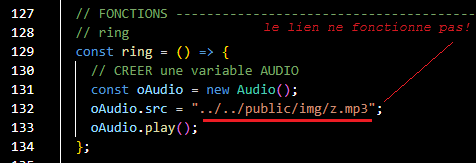 127 // FONCTIONS ----------------------------------
le lien ne fonctionne pas!
128 // ring
129 const ring = () => {
130 // CREER une variable AUDIO
131 const oAudio = new Audio();
132 oAudio.src = "../../public/img/z.mp3";
133 oAudio.play();
134 };